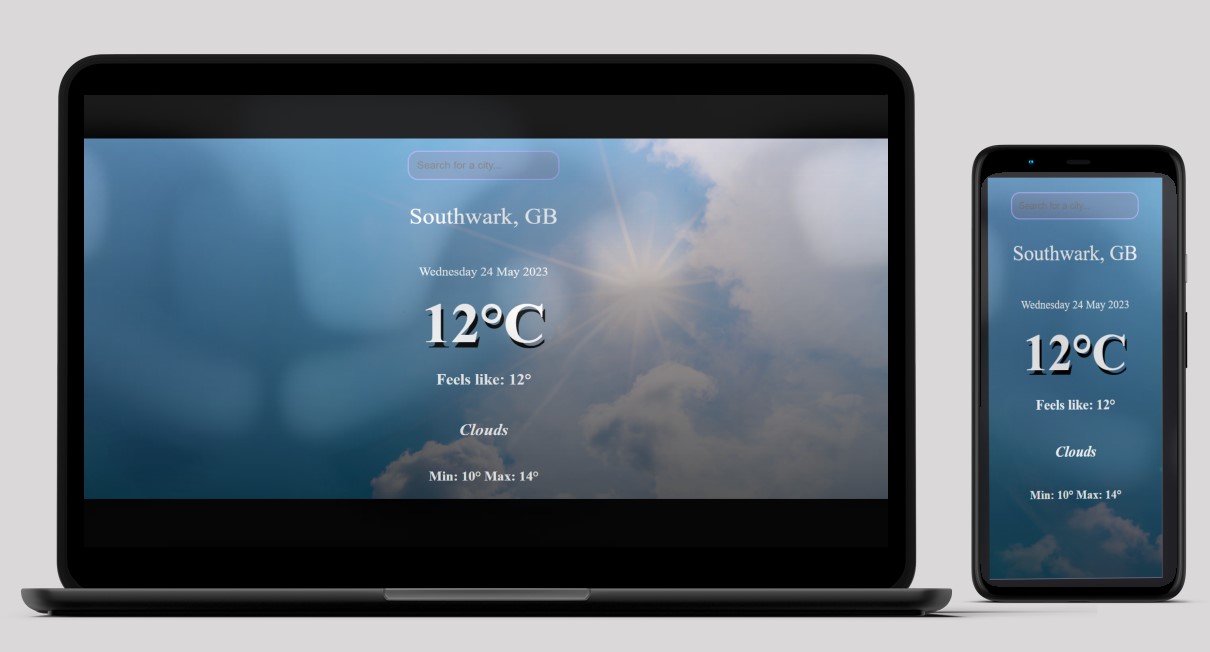 Search for a city...
Southwark, GB
Wednesday 24 May 2023
12°C
Feels like: 12°
Clouds
Min: 10° Max: 14°
Search for a city...
Southwark, GB
Wednesday 24 May 2023
12°C
Feels like: 12°
Clouds
Min: 10° Max: 14°